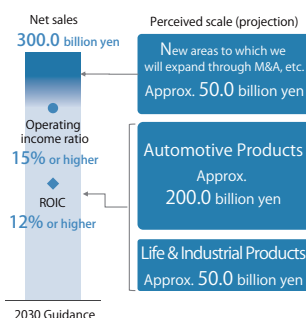 Net sales
300.0 billion yen
Operating
income ratio
15% or higher
ROIC
12% or higher
2030 Guidance
Perceived scale (projection)
New areas to which we
will expand through M&A, etc.
Approx. 50.0 billion yen
Automotive Products
Approx.
200.0 billion yen
Life & Industrial Products
Approx. 50.0 billion yen